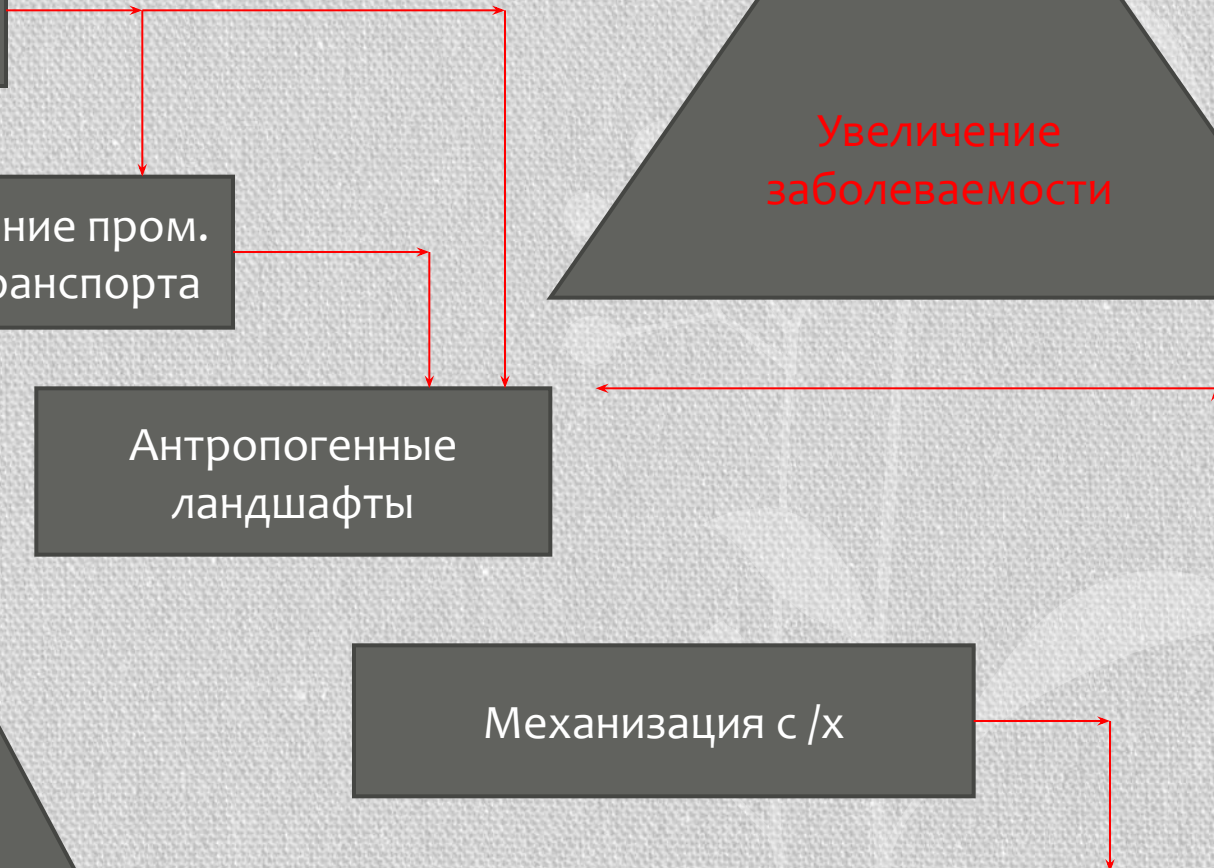 Увеличение
заболеваемости
ние пром.
ранспорта
Антропогенные
ландшафты
Механизация с /х